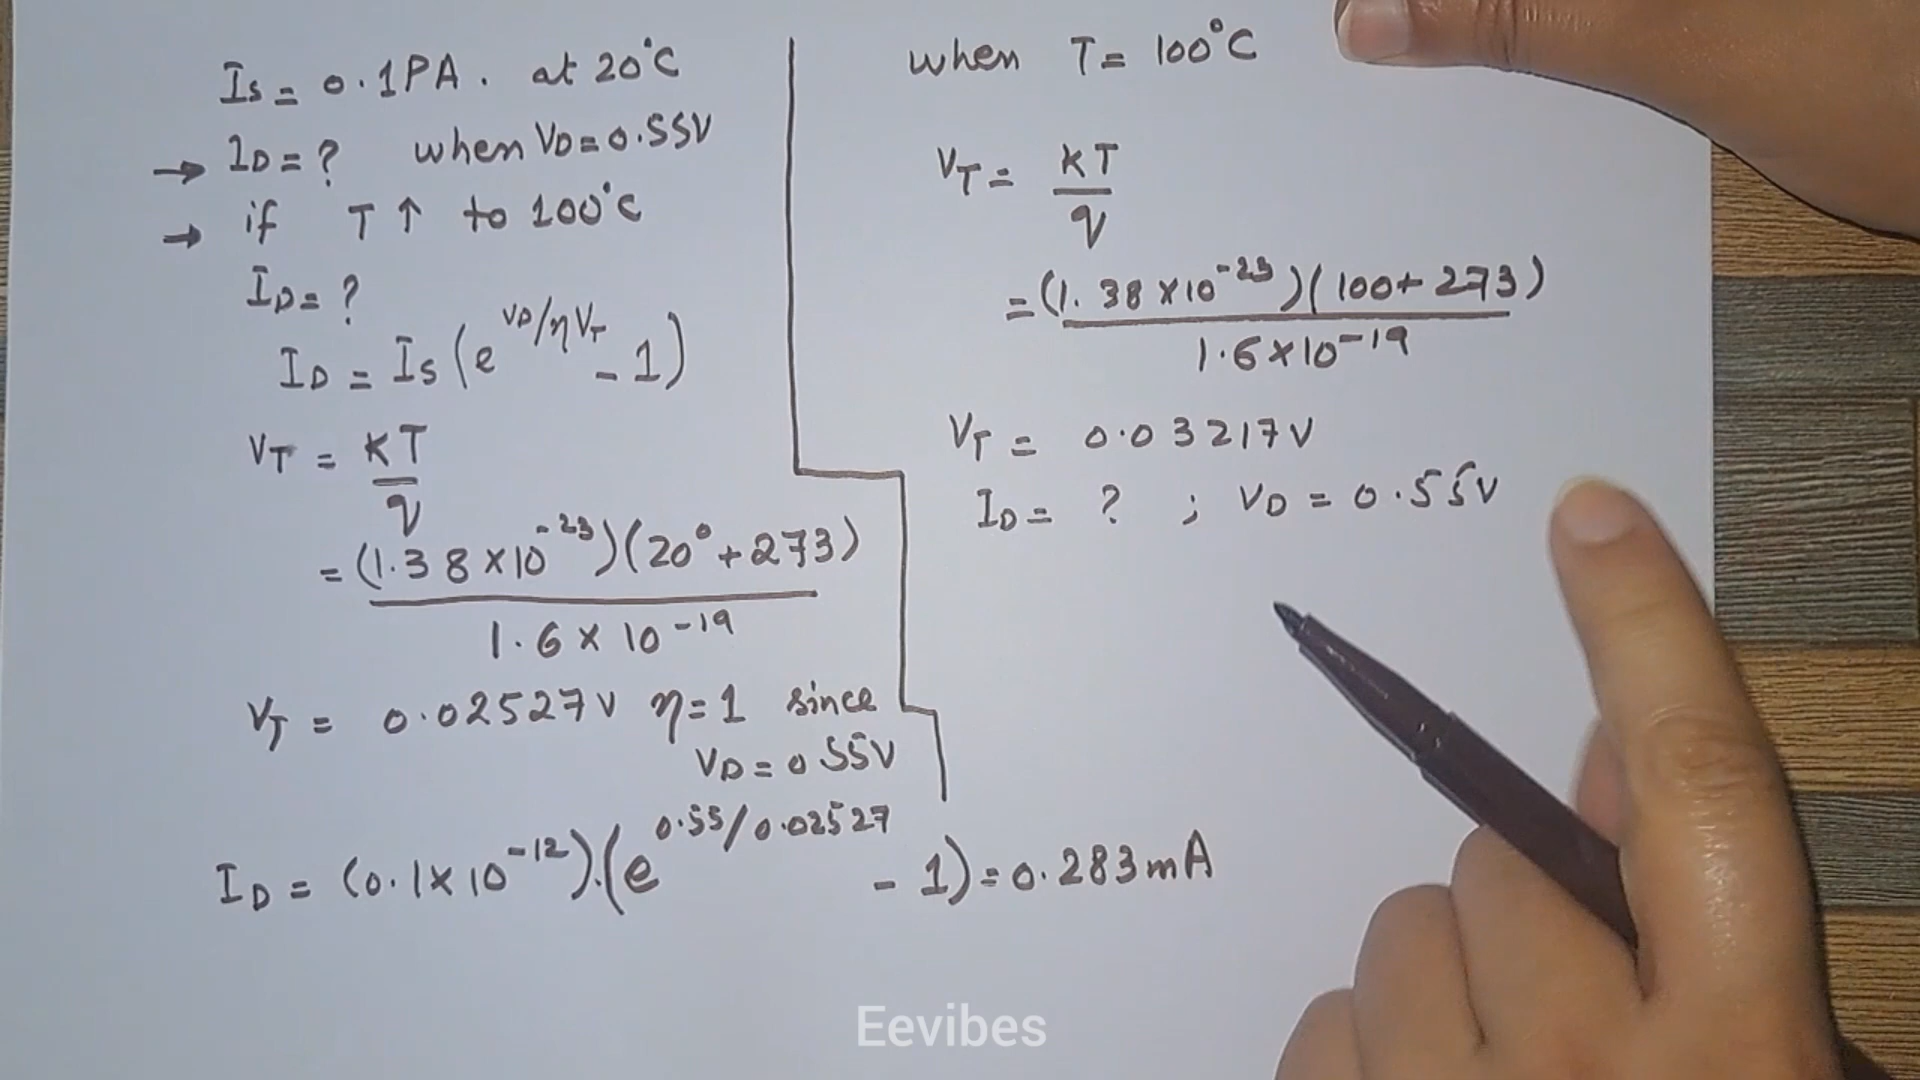 Is = 0.1PA. at 20°C
→ ID = ? when VD = 0.55V
→ if T ↑ to 100°C
ID = ?
ID = Is (e^VD/ηVT - 1)
VT = KT/q
= (1.38 × 10^-23)(20° + 273)
1.6 × 10^-19
VT = 0.02527V η = 1 since
VD = 0.55V
ID = (0.1 × 10^-12).(e^0.55/0.02527 - 1) = 0.283mA
when T = 100°C
VT = KT/q
= (1.38 × 10^-23)(100 + 273)
1.6 × 10^-19
VT = 0.03217V
ID = ? ; VD = 0.55V
Eevibes